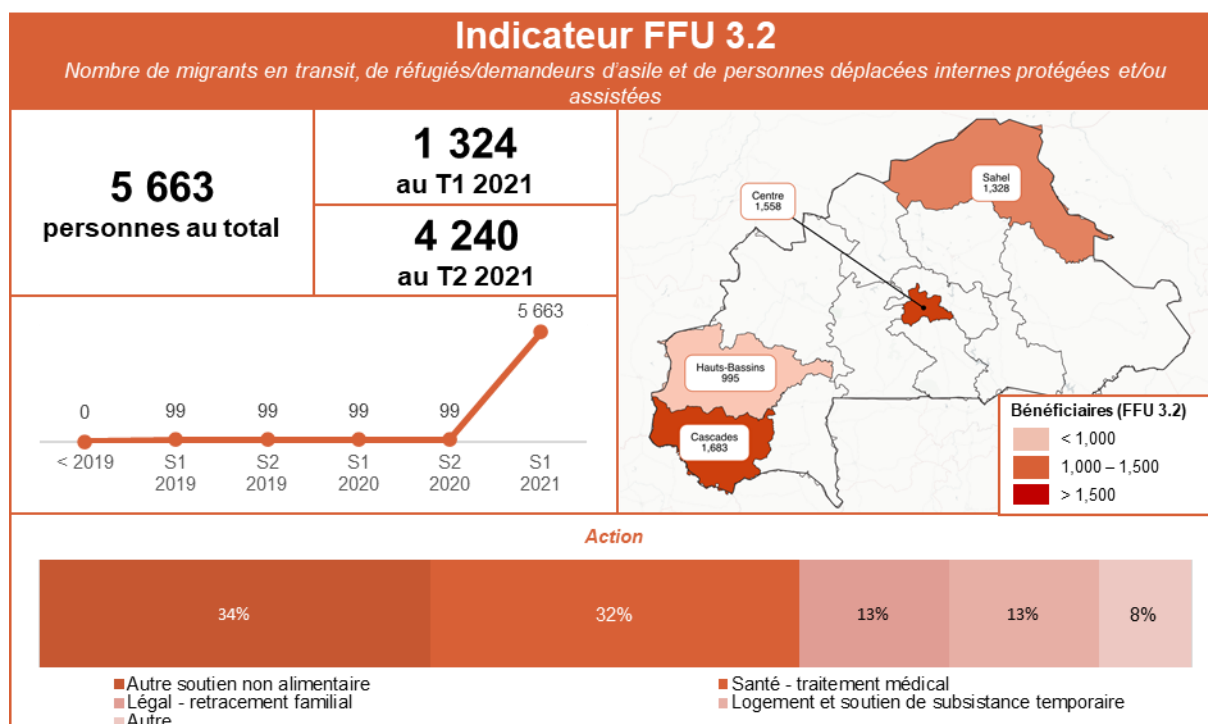 Indicateur FFU 3.2
Nombre de migrants en transit, de réfugiés/demandeurs d'asile et de personnes déplacées internes protégées et/ou
assistées
5 663
personnes au total
1 324
au T1 2021
4 240
au T2 2021
5 663
0
99
99
99
99
< 2019
S1
2019
S2
2019
S1
2020
S2
2020
S1
2021
Sahel
1,328
Centre
1,558
Hauts-Bassins
995
Cascades
1,683
Bénéficiaires (FFU 3.2)
< 1,000
1,000 – 1,500
> 1,500
Action
34%
32%
13%
13%
8%
Autre soutien non alimentaire
Santé - traitement médical
Légal - retracement familial
Logement et soutien de subsistance temporaire
Autre